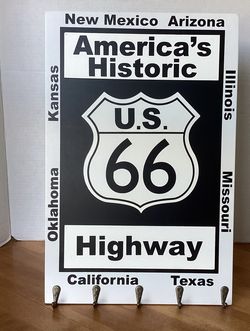 New Mexico Arizona
America's
Historic
Kansas
Illinois
U.S.
66
Oklahoma
Missouri
Highway
California Texas